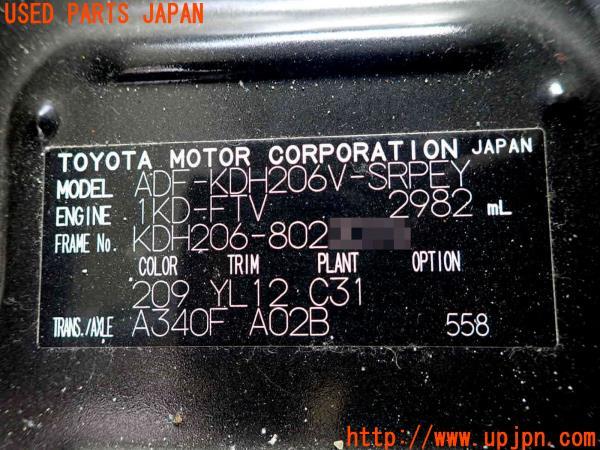 USED PARTS JAPAN
TOYOTA MOTOR CORPORATION JAPAN
MODEL ADF-KDH206V-SRPEY
ENGINE 1KD-FTV 2982 mL
FRAME No. KDH206-802
COLOR TRIM PLANT OPTION
209 YL12 C31
TRANS./AXLE A340F A02B 558
http://www.upjpn.com/